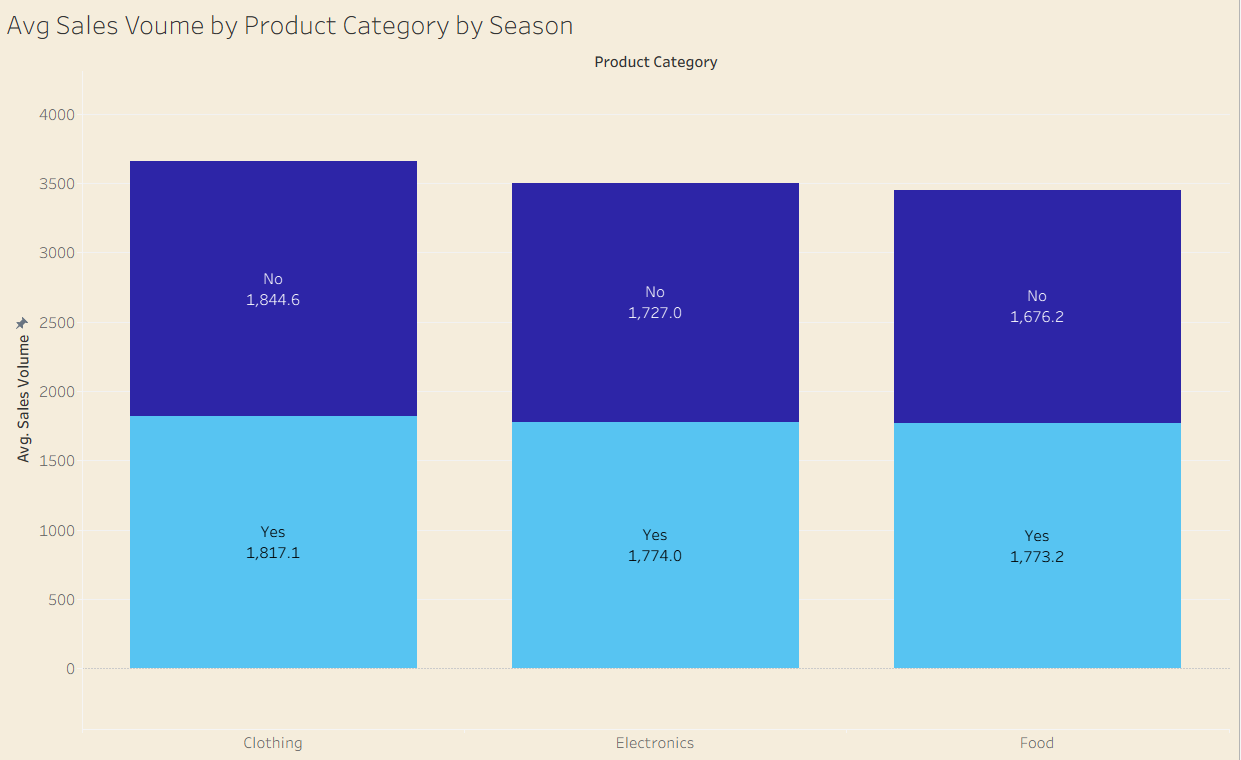 Avg Sales Voume by Product Category by Season
Product Category
Avg. Sales Volume
4000
3500
3000
2500
2000
1500
1000
500
0
No
1,844.6
Yes
1,817.1
No
1,727.0
Yes
1,774.0
No
1,676.2
Yes
1,773.2
Clothing
Electronics
Food